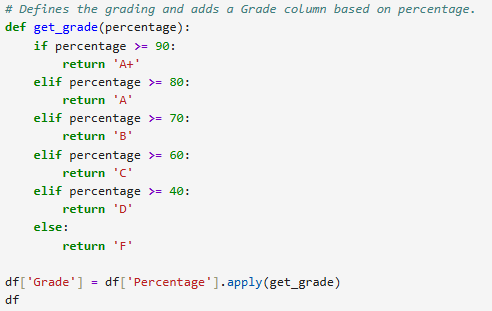 # Defines the grading and adds a Grade column based on percentage.
def get_grade(percentage):
    if percentage >= 90:
        return 'A+'
    elif percentage >= 80:
        return 'A'
    elif percentage >= 70:
        return 'B'
    elif percentage >= 60:
        return 'C'
    elif percentage >= 40:
        return 'D'
    else:
        return 'F'

df['Grade'] = df['Percentage'].apply(get_grade)
df